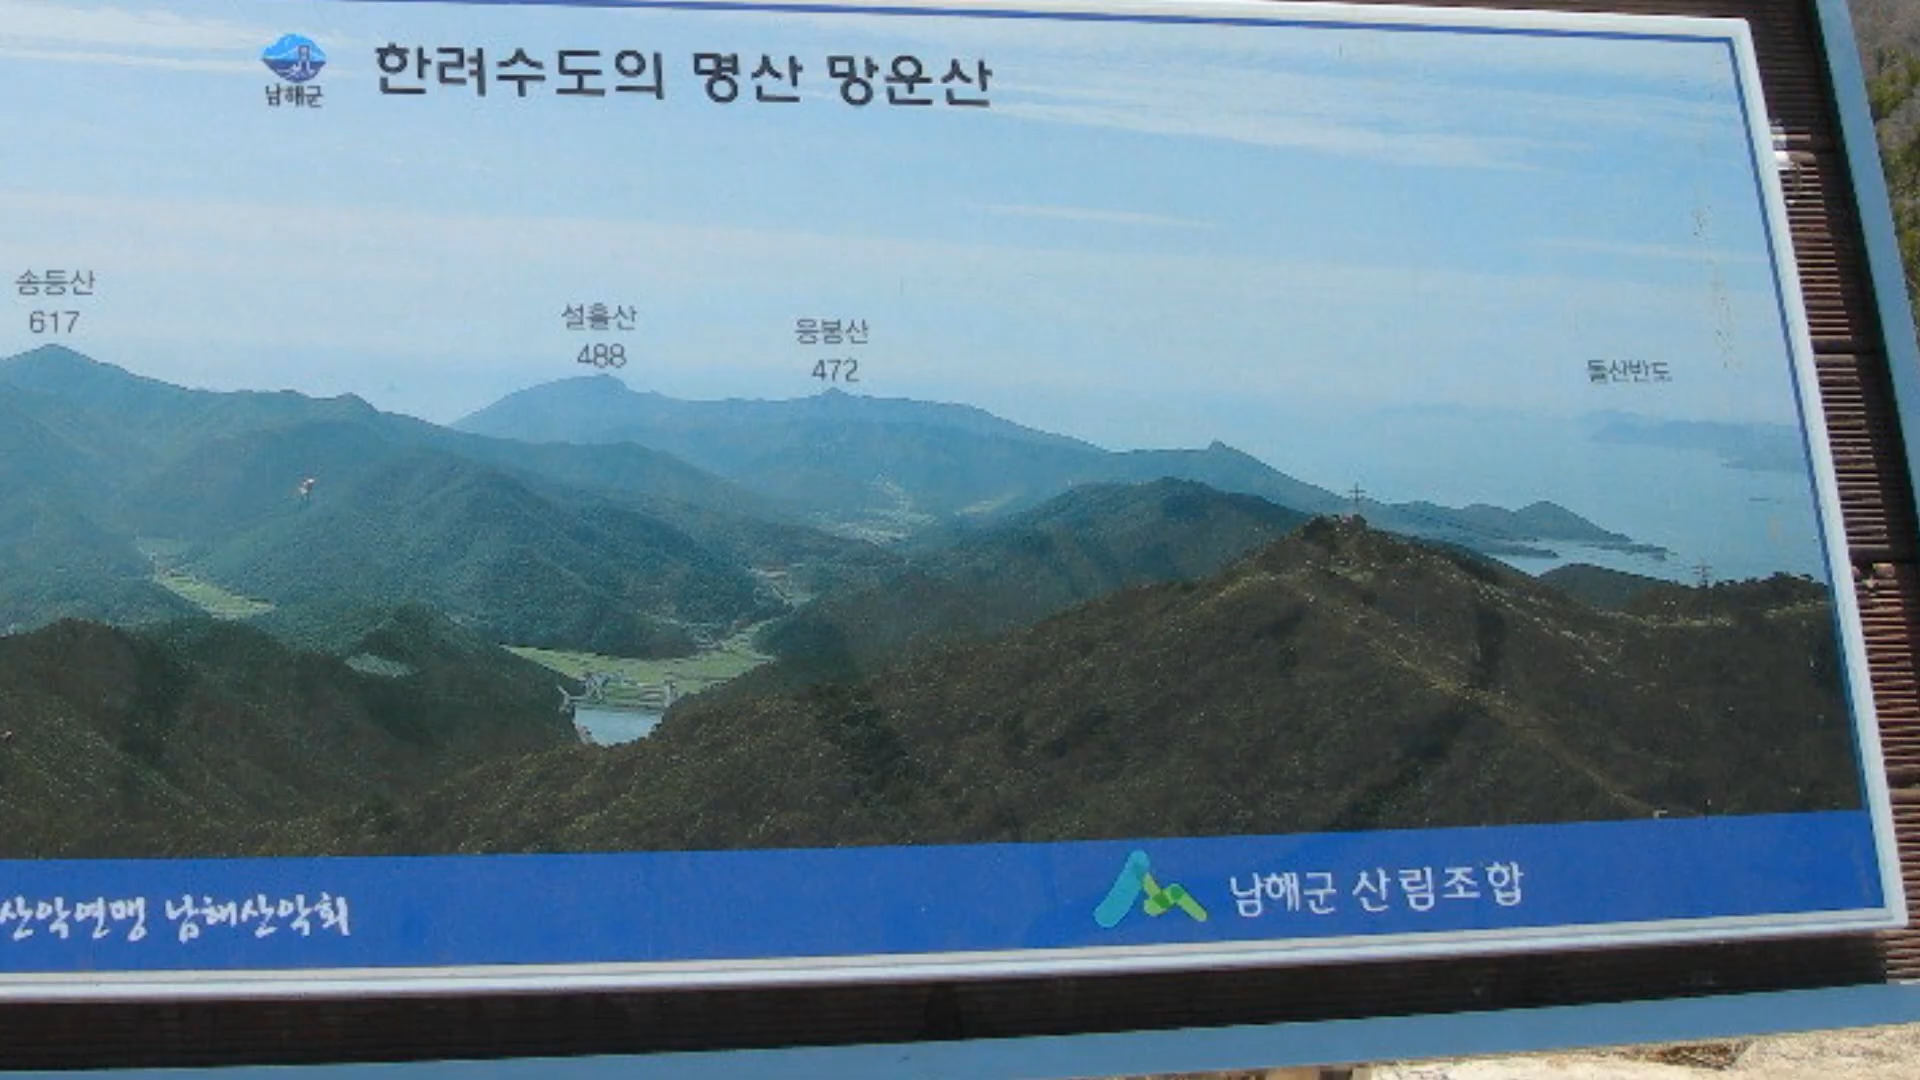 남해군
한려수도의 명산 망운산
송등산
617
설흘산
488
응봉산
472
돌산반도
산악연맹 남해산악회
남해군 산림조합